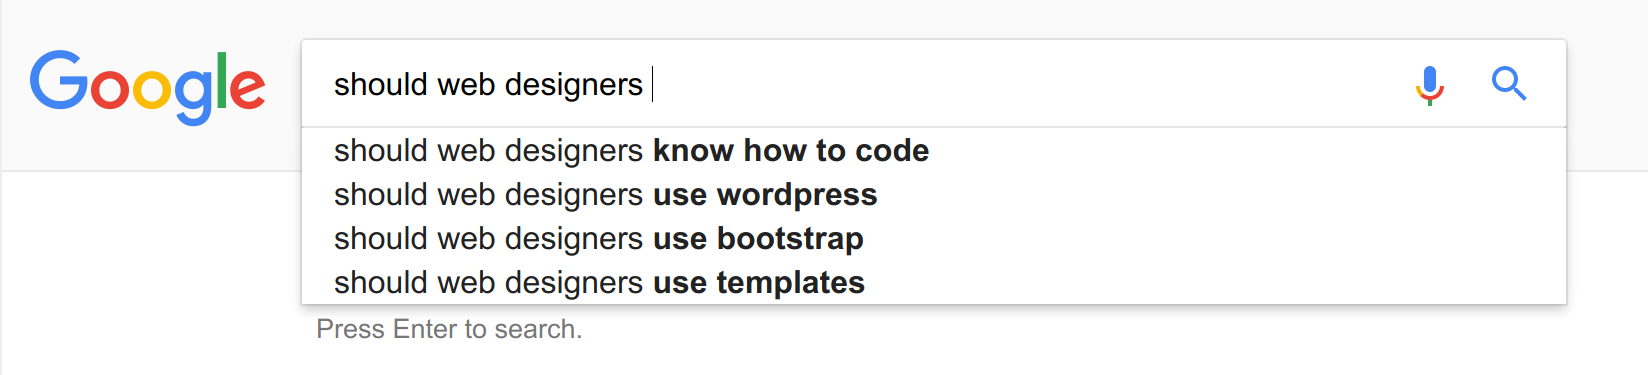 Google
should web designers
should web designers know how to code
should web designers use wordpress
should web designers use bootstrap
should web designers use templates
Press Enter to search.